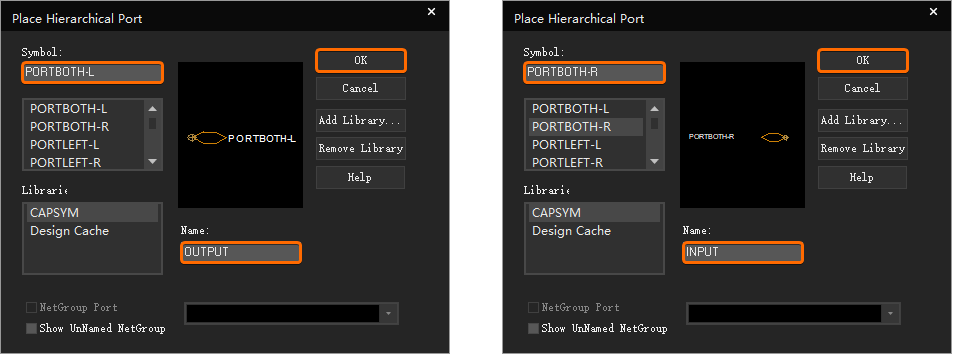 Place Hierarchical Port
Symbol:
PORTBOTH-L
PORTBOTH-L
PORTBOTH-R
PORTLEFT-L
PORTLEFT-R
PORTBOTH-L
OK
Cancel
Add Library...
Remove Library
Help
Librarie
CAPSYM
Design Cache
Name:
OUTPUT
NetGroup Port
Show UnNamed NetGroup
Place Hierarchical Port
Symbol:
PORTBOTH-R
PORTBOTH-L
PORTBOTH-R
PORTLEFT-L
PORTLEFT-R
PORTBOTH-R
OK
Cancel
Add Library...
Remove Library
Help
Librarie
CAPSYM
Design Cache
Name:
INPUT
NetGroup Port
Show UnNamed NetGroup